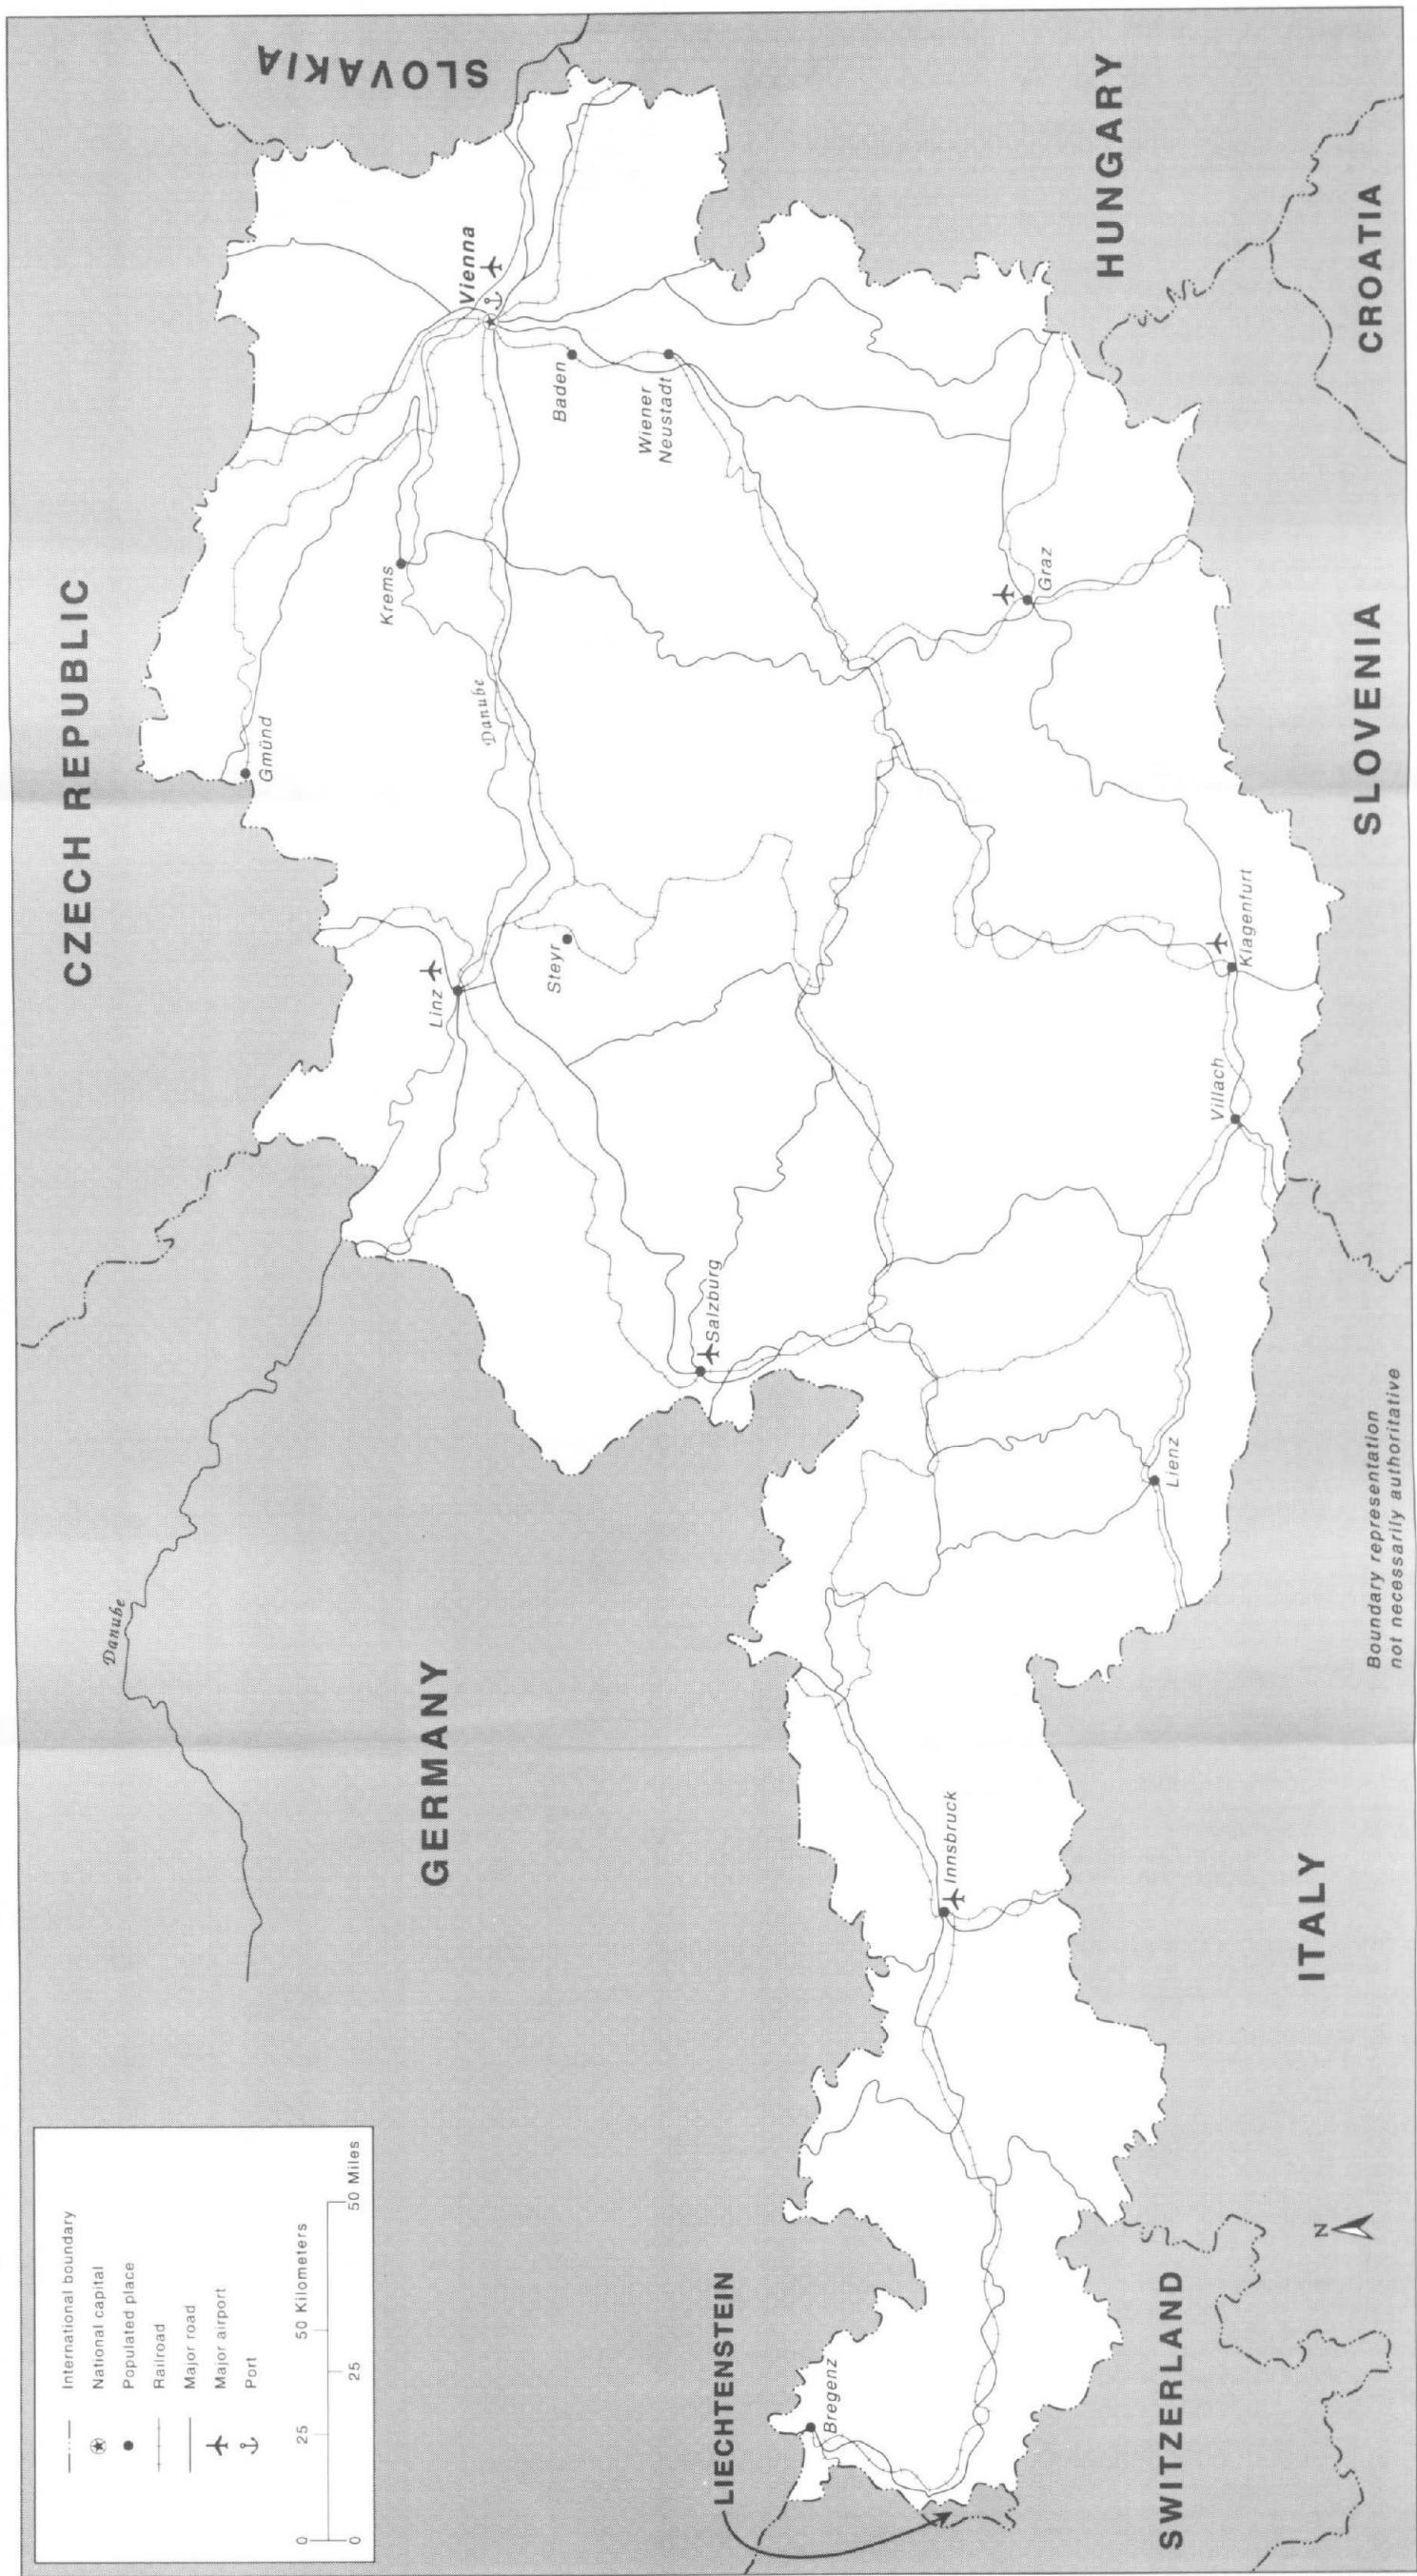 International boundary
National capital
Populated place
Railroad
Major road
Major airport
Port
0 25 50 Kilometers
0 25 50 Miles
CZECH REPUBLIC
SLOVAKIA
GERMANY
LIECHTENSTEIN
SWITZERLAND
ITALY
SLOVENIA
CROATIA
HUNGARY
Danube
Danube
Gmünd
Krems
Vienna
Linz
Steyr
Baden
Wiener
Neustadt
Salzburg
Bregenz
Innsbruck
Lienz
Villach
Klagenfurt
Graz
N
Boundary representation
not necessarily authoritative